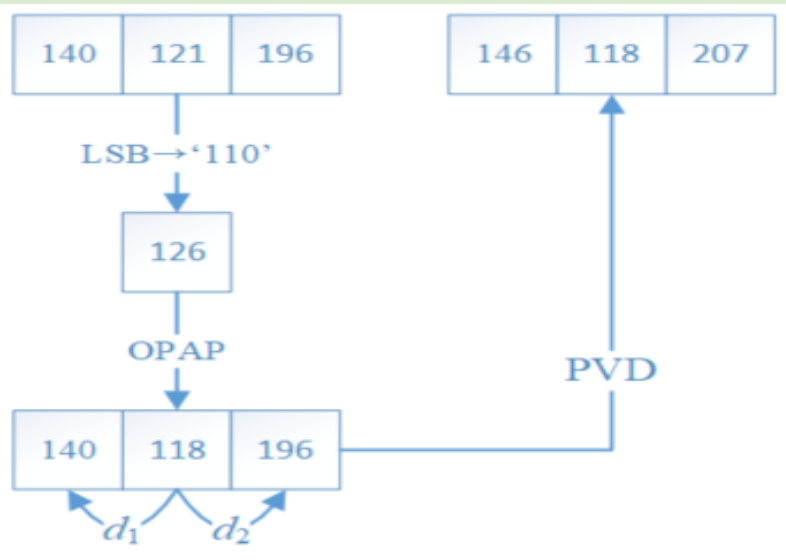 140 121 196
146 118 207
LSB→‘110’
126
OPAP
PVD
140 118 196
d1 d2